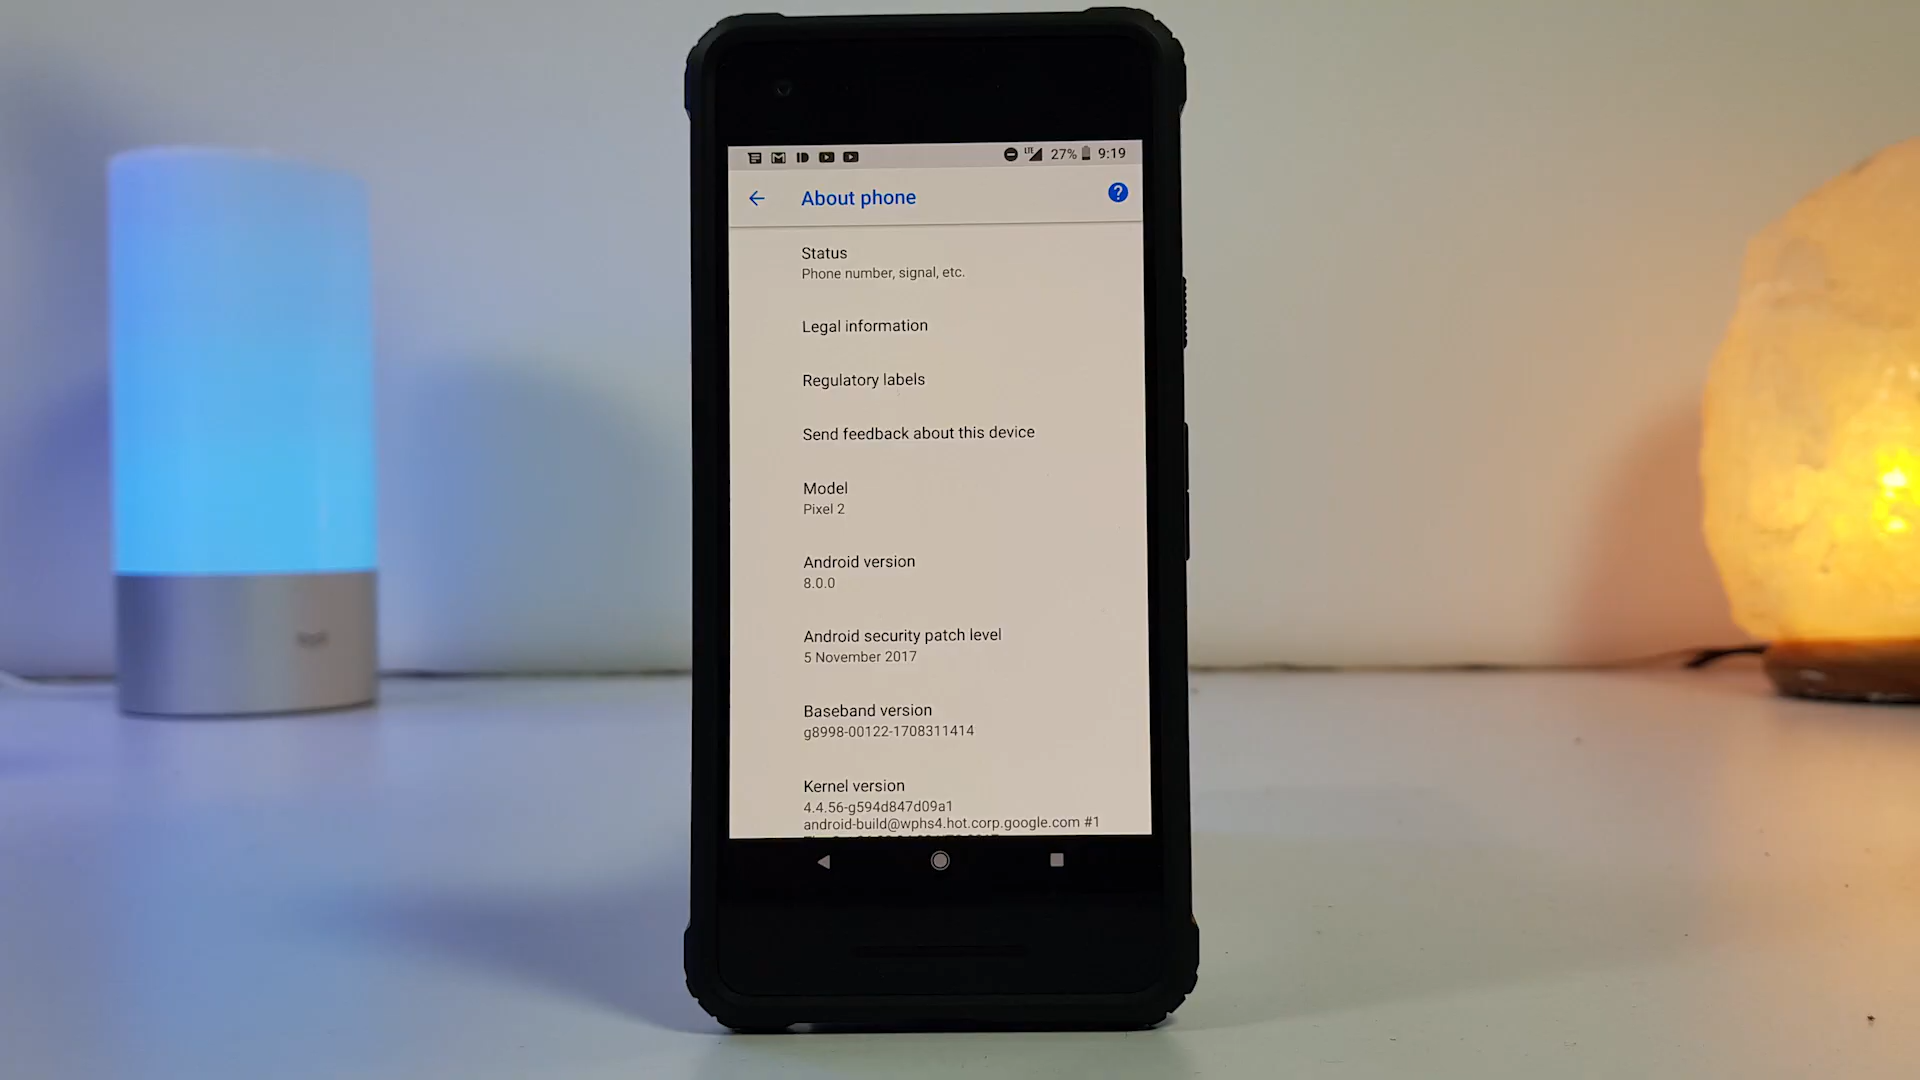 LTE 27% 9:19
About phone
Status
Phone number, signal, etc.
Legal information
Regulatory labels
Send feedback about this device
Model
Pixel 2
Android version
8.0.0
Android security patch level
5 November 2017
Baseband version
g8998-00122-1708311414
Kernel version
4.4.56-g594d847d09a1
android-build@wphs4.hot.corp.google.com #1